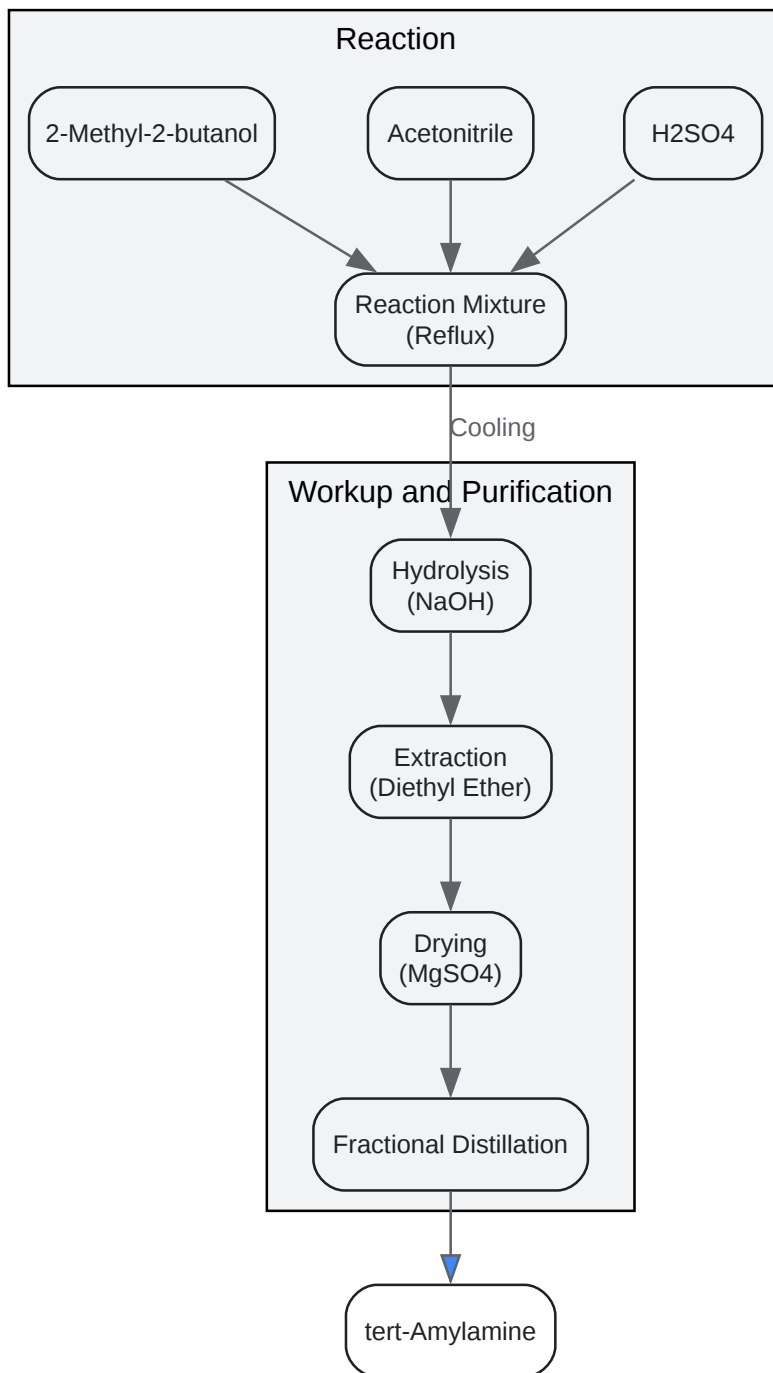 Reaction
2-Methyl-2-butanol
Acetonitrile
H2SO4
Reaction Mixture
(Reflux)
Cooling
Workup and Purification
Hydrolysis
(NaOH)
Extraction
(Diethyl Ether)
Drying
(MgSO4)
Fractional Distillation
tert-Amylamine